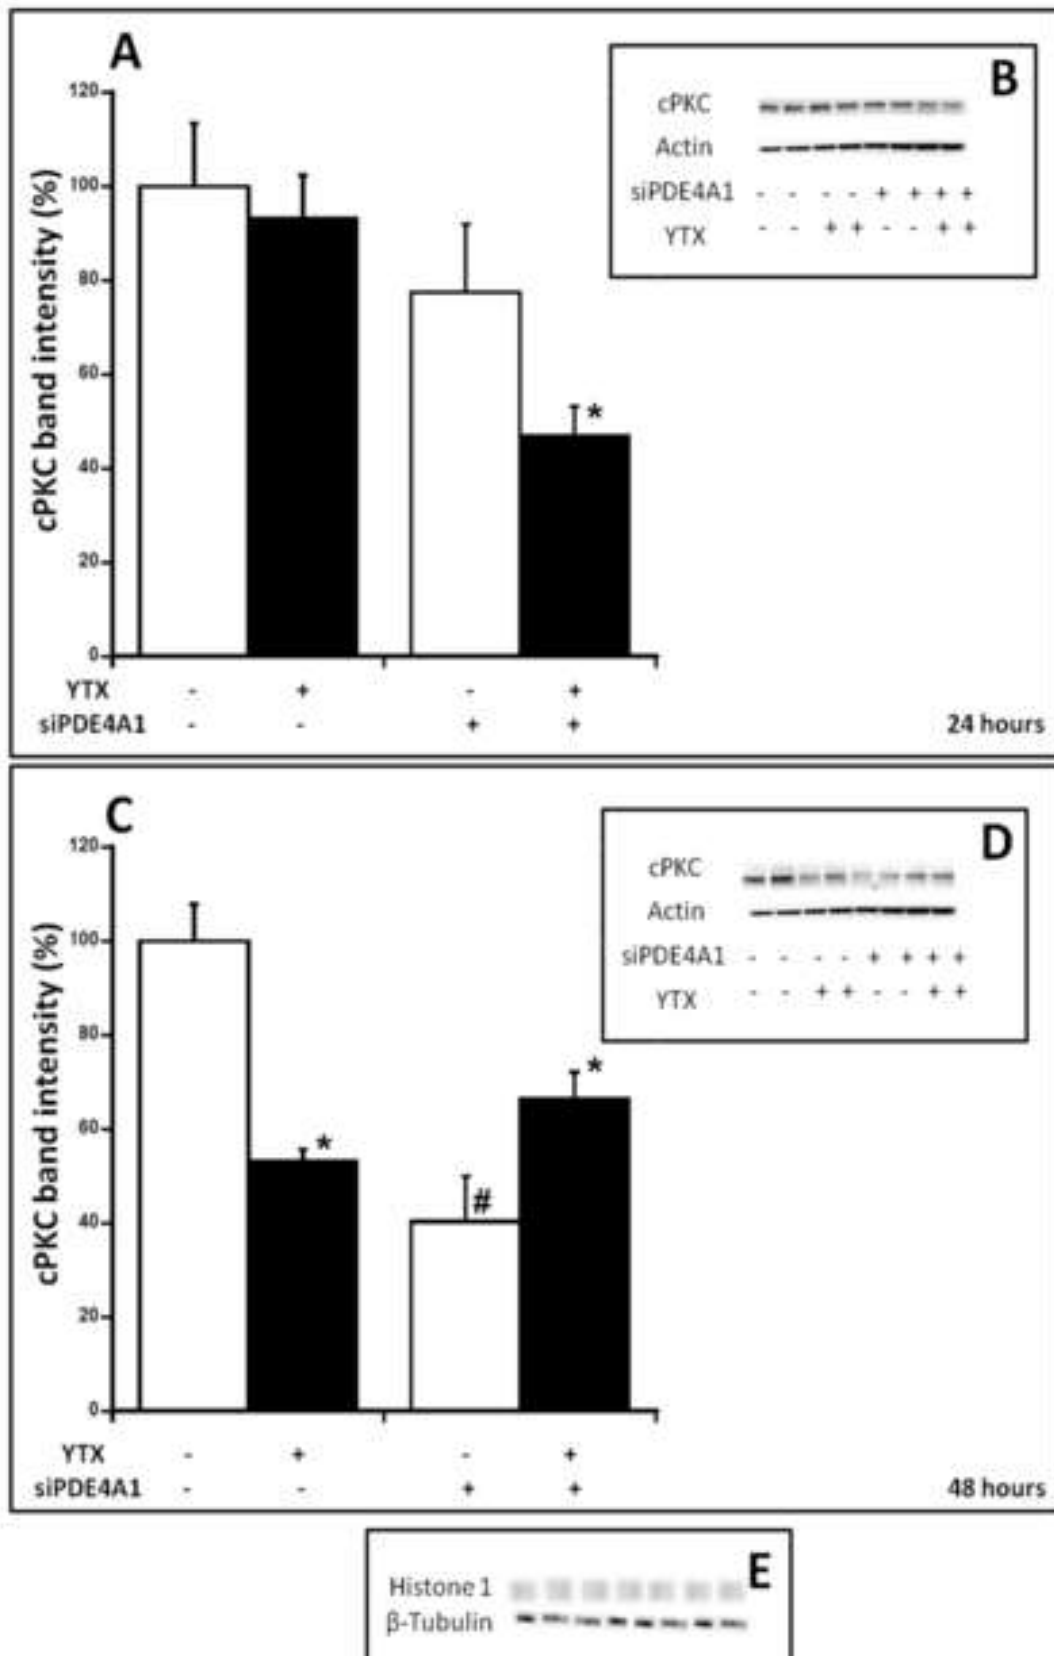 A
cPKC band intensity (%)
120
100
80
60
40
20
0
*
YTX - + - +
siPDE4A1 - - + +
24 hours
B
cPKC
Actin
siPDE4A1 - - - - + + + +
YTX - - + + - - + +
C
cPKC band intensity (%)
120
100
80
60
40
20
0
*
#
*
YTX - + - +
siPDE4A1 - - + +
48 hours
D
cPKC
Actin
siPDE4A1 - - - - + + + +
YTX - - + + - - + +
E
Histone 1
β-Tubulin